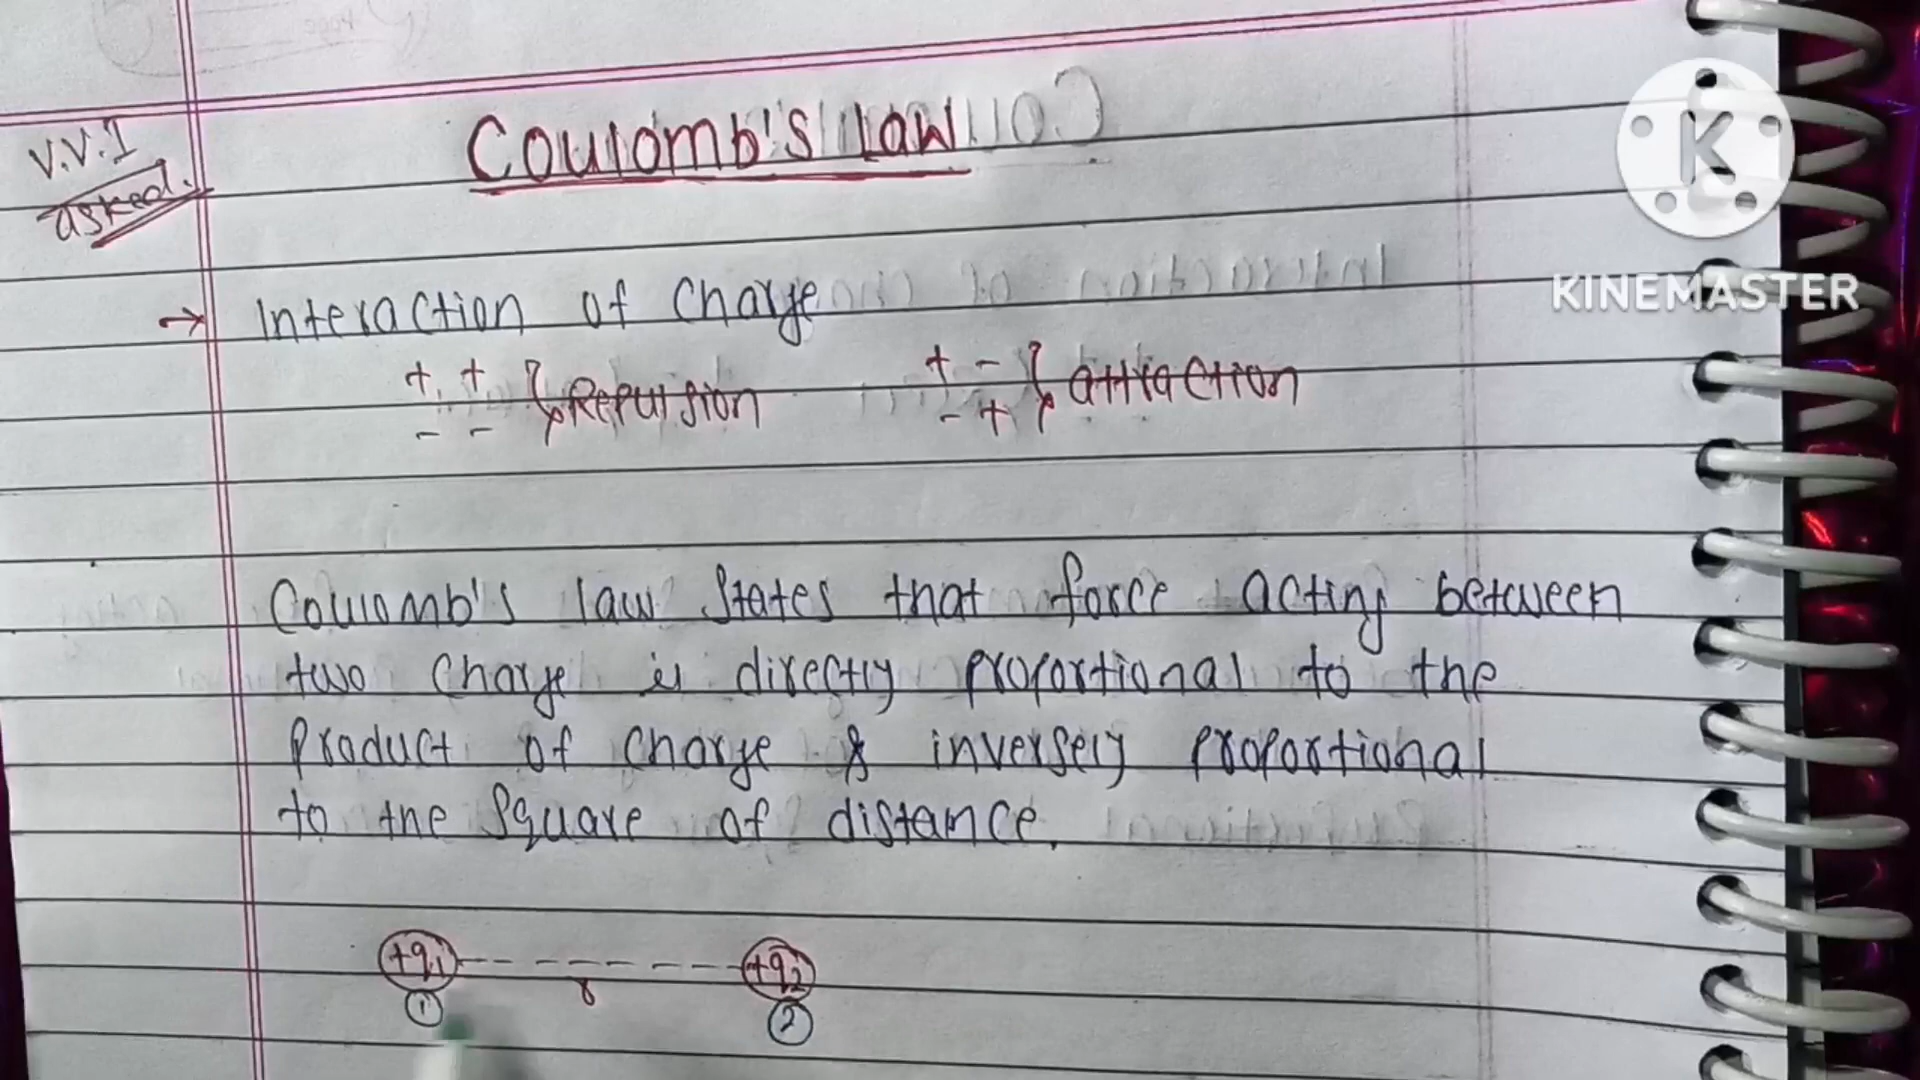 V.V.I
asked.
Coulomb's law
→ Interaction of charge
+ + } Repulsion + - } attraction
- - - +
Coulomb's law states that force acting between
two charge is directly proportional to the
product of charge & inversely proportional
to the square of distance.
+q1 - - - - - - +q2
r
1 2
K
KINEMASTER